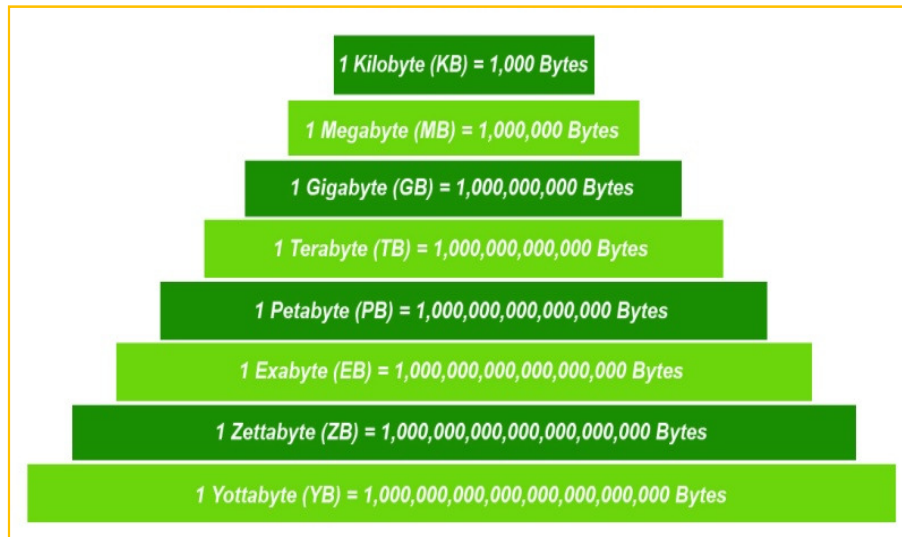 1 Kilobyte (KB) = 1,000 Bytes
1 Megabyte (MB) = 1,000,000 Bytes
1 Gigabyte (GB) = 1,000,000,000 Bytes
1 Terabyte (TB) = 1,000,000,000,000 Bytes
1 Petabyte (PB) = 1,000,000,000,000,000 Bytes
1 Exabyte (EB) = 1,000,000,000,000,000,000 Bytes
1 Zettabyte (ZB) = 1,000,000,000,000,000,000,000 Bytes
1 Yottabyte (YB) = 1,000,000,000,000,000,000,000,000 Bytes